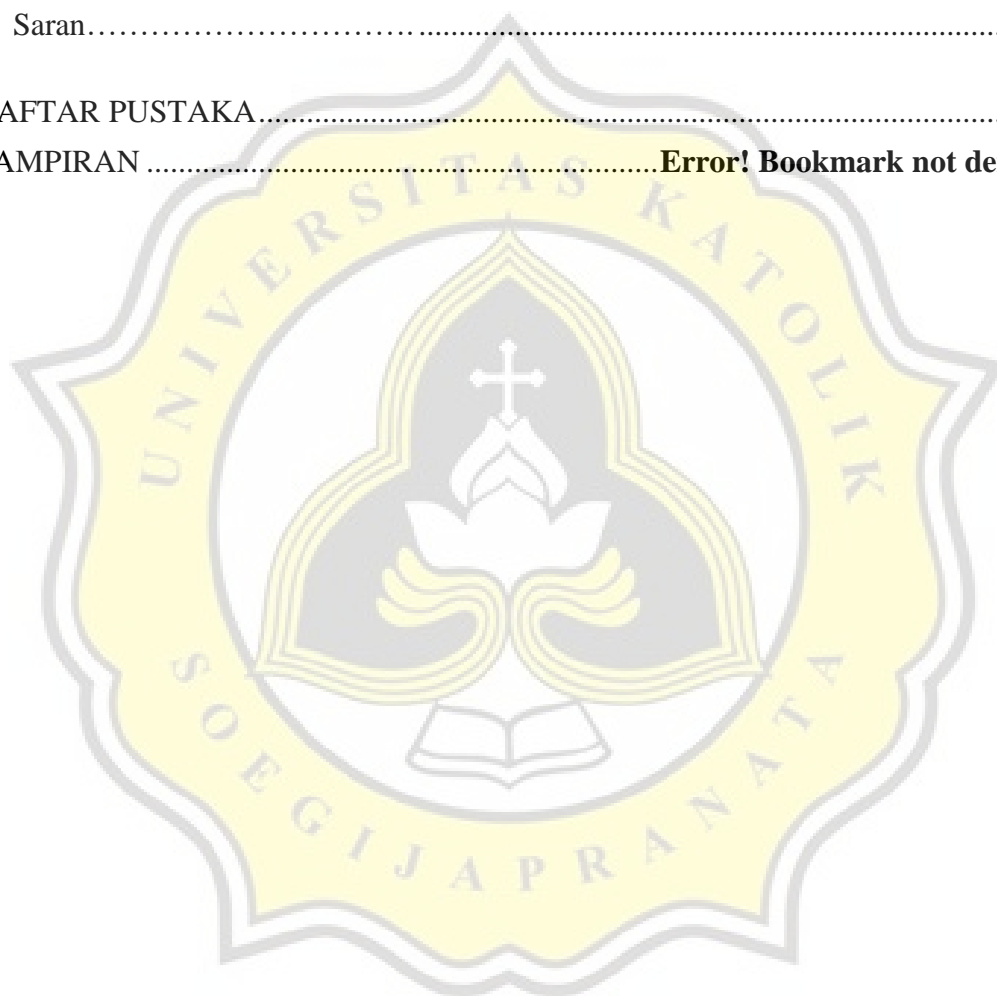 Saran…………………………..........................................................................
AFTAR PUSTAKA.............................................................................................
AMPIRAN ................................................................Error! Bookmark not de
UNIVERSITAS KATOLIK
SOEGIJAPRANATA